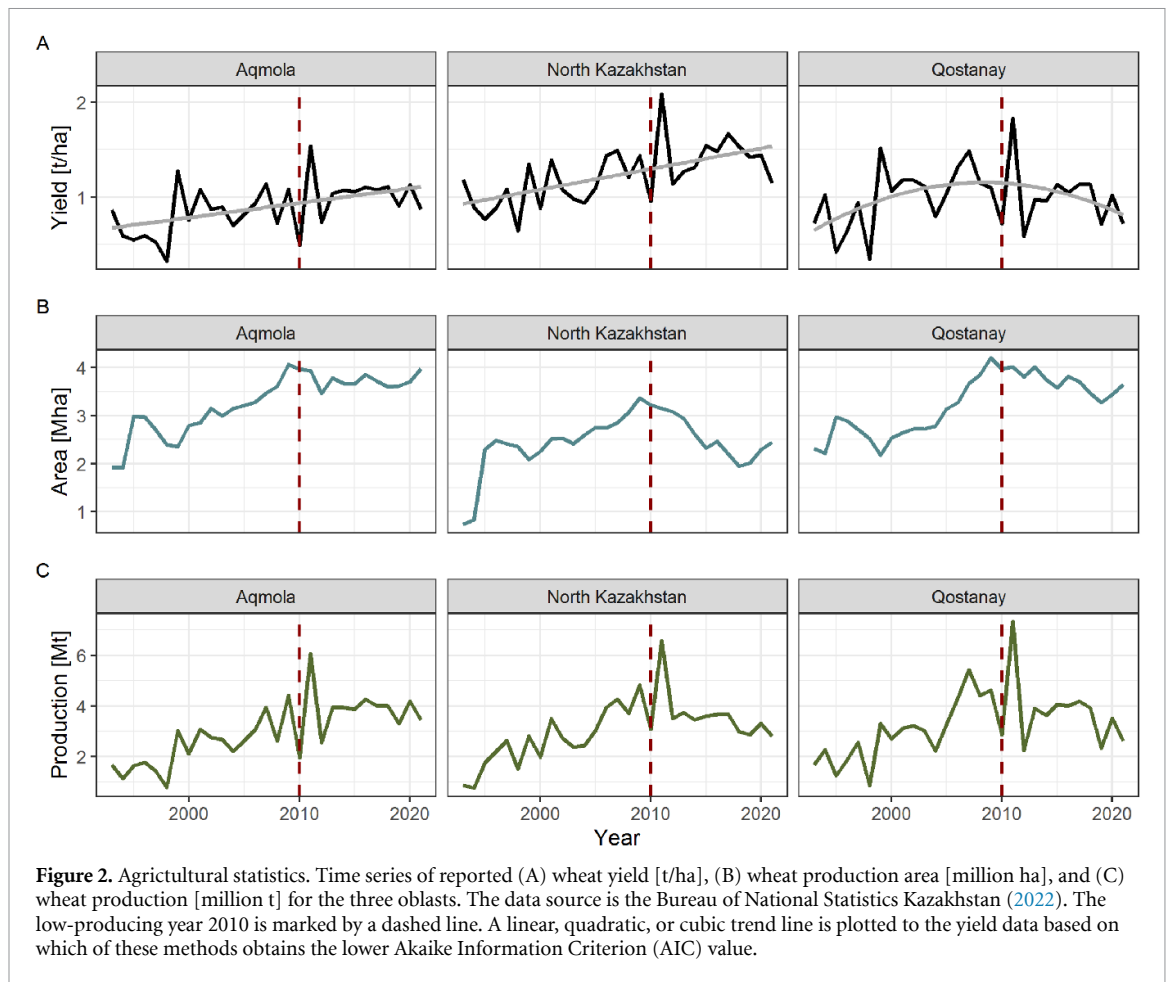 A
Aqmola
North Kazakhstan
Qostanay
Yield [t/ha]
2
1
B
Aqmola
North Kazakhstan
Qostanay
Area [Mha]
4
3
2
1
C
Aqmola
North Kazakhstan
Qostanay
Production [Mt]
6
4
2
2000 2010 2020 2000 2010 2020 2000 2010 2020
Year
Figure 2. Agrictultural statistics. Time series of reported (A) wheat yield [t/ha], (B) wheat production area [million ha], and (C)
wheat production [million t] for the three oblasts. The data source is the Bureau of National Statistics Kazakhstan (2022). The
low-producing year 2010 is marked by a dashed line. A linear, quadratic, or cubic trend line is plotted to the yield data based on
which of these methods obtains the lower Akaike Information Criterion (AIC) value.